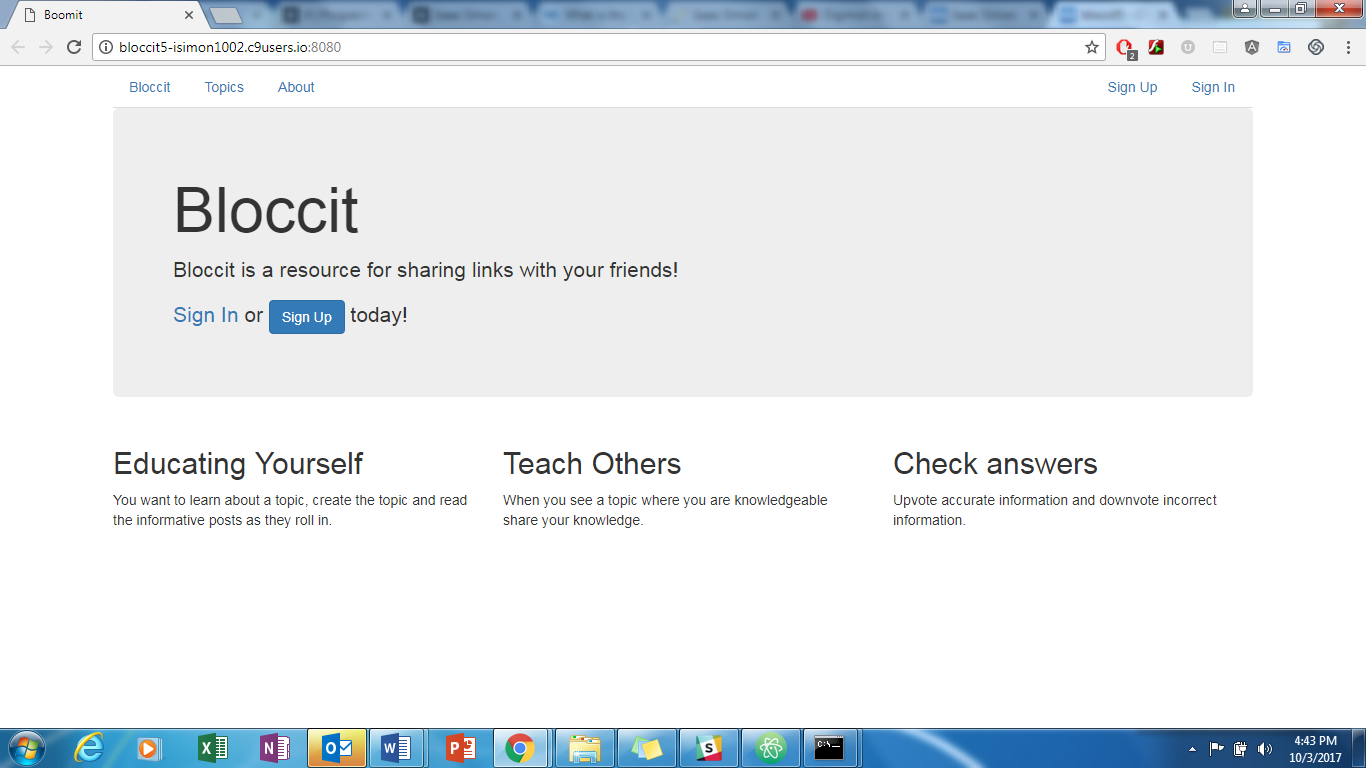 Boomit
bloccit5-isimon1002.c9users.io:8080
2
Bloccit Topics About Sign Up Sign In
Bloccit
Bloccit is a resource for sharing links with your friends!
Sign In or Sign Up today!
Educating Yourself
You want to learn about a topic, create the topic and read
the informative posts as they roll in.
Teach Others
When you see a topic where you are knowledgeable
share your knowledge.
Check answers
Upvote accurate information and downvote incorrect
information.
4:43 PM
10/3/2017